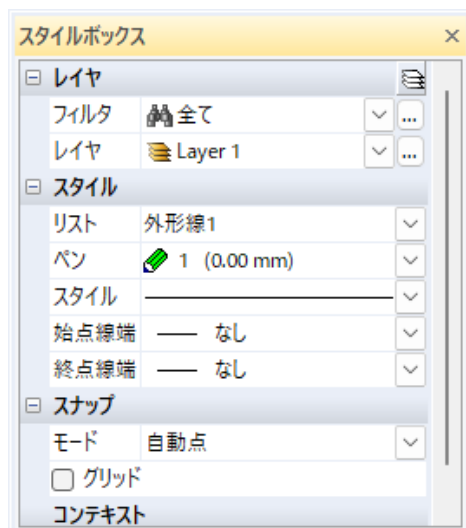 スタイルボックス
レイヤ
フィルタ 全て ...
レイヤ Layer 1 ...
スタイル
リスト 外形線1
ペン 1 (0.00 mm)
スタイル
始点線端 なし
終点線端 なし
スナップ
モード 自動点
グリッド
コンテキスト